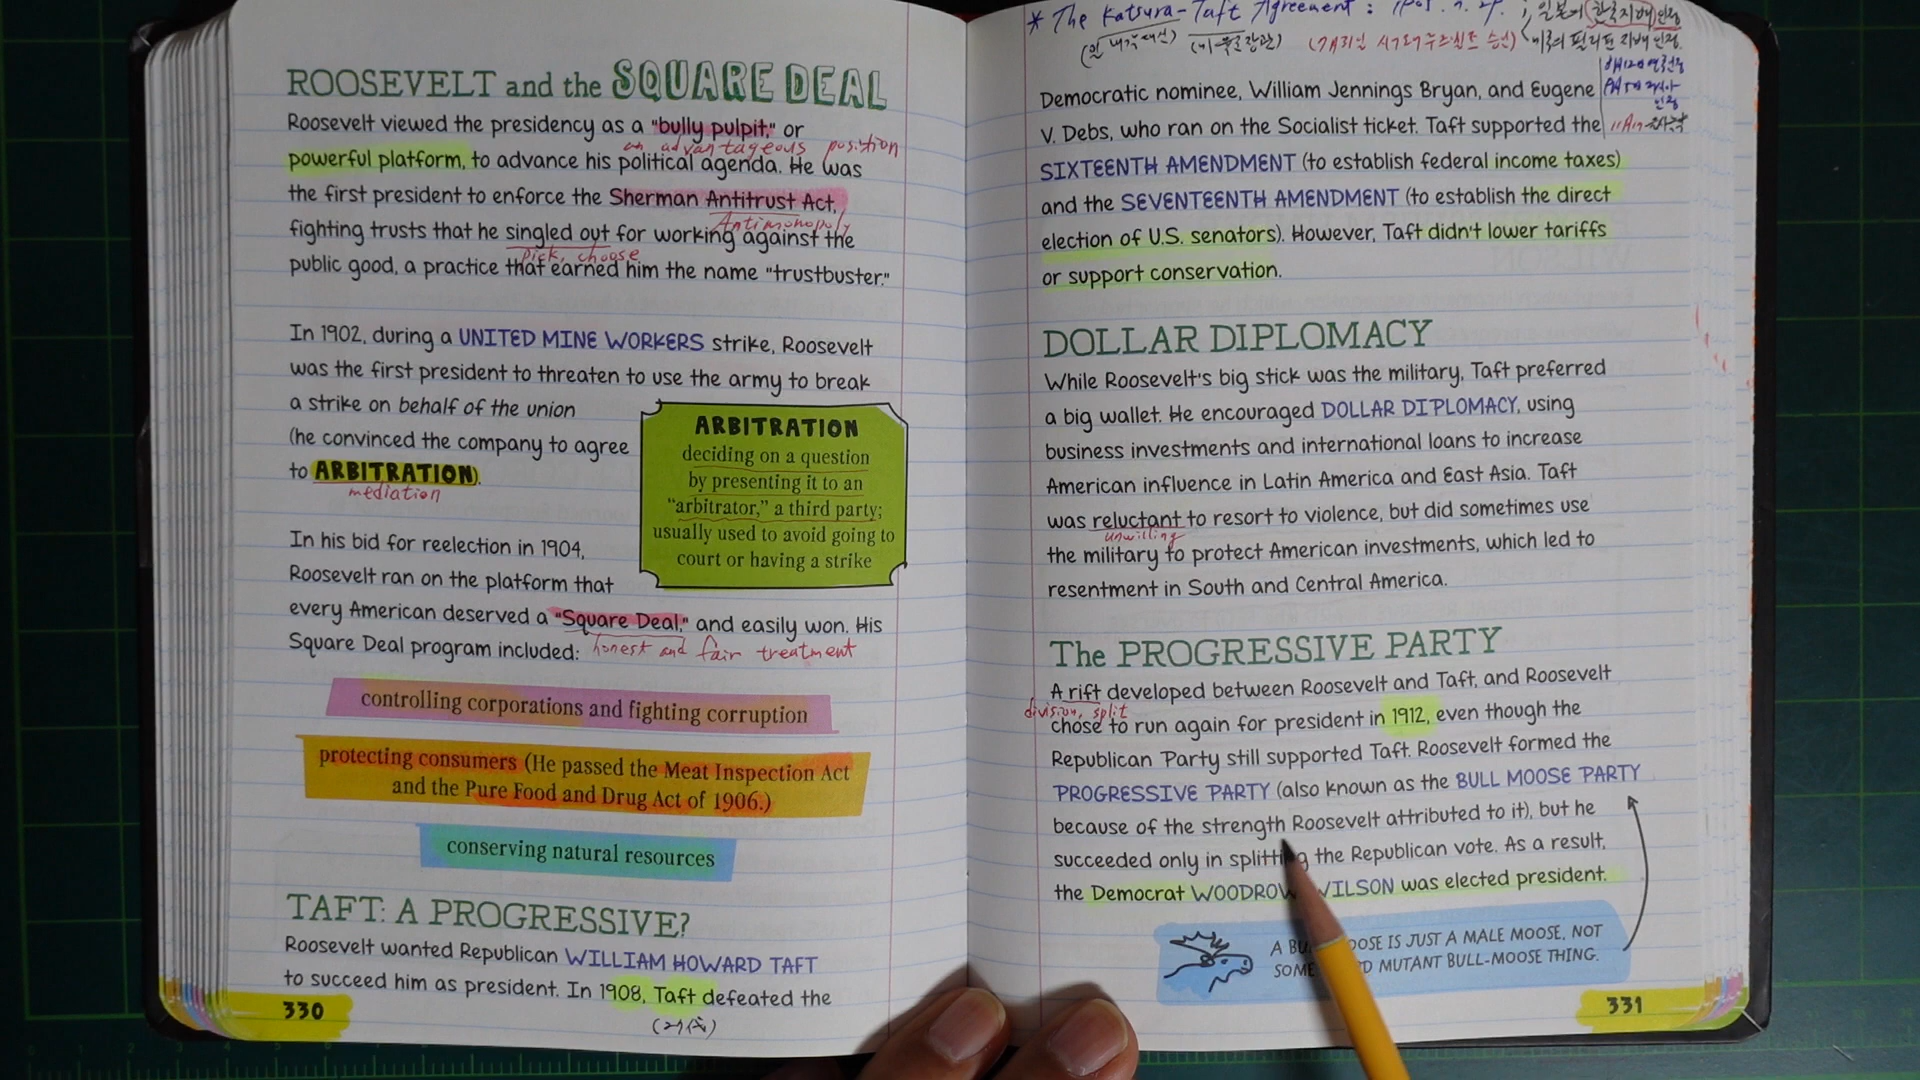 ROOSEVELT and the SQUARE DEAL
Roosevelt viewed the presidency as a "bully pulpit," or
an advantageous position
powerful platform, to advance his political agenda. He was
the first president to enforce the Sherman Antitrust Act,
Antimonopoly
fighting trusts that he singled out for working against the
pick, choose
public good, a practice that earned him the name "trustbuster."
In 1902, during a UNITED MINE WORKERS strike, Roosevelt
was the first president to threaten to use the army to break
a strike on behalf of the union
(he convinced the company to agree
to ARBITRATION).
mediation
ARBITRATION
deciding on a question
by presenting it to an
"arbitrator," a third party;
usually used to avoid going to
court or having a strike
In his bid for reelection in 1904,
Roosevelt ran on the platform that
every American deserved a "Square Deal," and easily won. His
Square Deal program included:
honest and fair treatment
controlling corporations and fighting corruption
protecting consumers (He passed the Meat Inspection Act
and the Pure Food and Drug Act of 1906.)
conserving natural resources
TAFT: A PROGRESSIVE?
Roosevelt wanted Republican WILLIAM HOWARD TAFT
to succeed him as president. In 1908, Taft defeated the
330
* The Katsura-Taft Agreement :
Democratic nominee, William Jennings Bryan, and Eugene
V. Debs, who ran on the Socialist ticket. Taft supported the
SIXTEENTH AMENDMENT (to establish federal income taxes)
and the SEVENTEENTH AMENDMENT (to establish the direct
election of U.S. senators). However, Taft didn't lower tariffs
or support conservation.
DOLLAR DIPLOMACY
While Roosevelt's big stick was the military, Taft preferred
a big wallet. He encouraged DOLLAR DIPLOMACY, using
business investments and international loans to increase
American influence in Latin America and East Asia. Taft
was reluctant to resort to violence, but did sometimes use
unwilling
the military to protect American investments, which led to
resentment in South and Central America.
The PROGRESSIVE PARTY
A rift developed between Roosevelt and Taft, and Roosevelt
division, split
chose to run again for president in 1912, even though the
Republican Party still supported Taft. Roosevelt formed the
PROGRESSIVE PARTY (also known as the BULL MOOSE PARTY
because of the strength Roosevelt attributed to it), but he
succeeded only in splitting the Republican vote. As a result,
the Democrat WOODROW WILSON was elected president.
A BULL MOOSE IS JUST A MALE MOOSE, NOT
SOME MUTANT BULL-MOOSE THING.
331